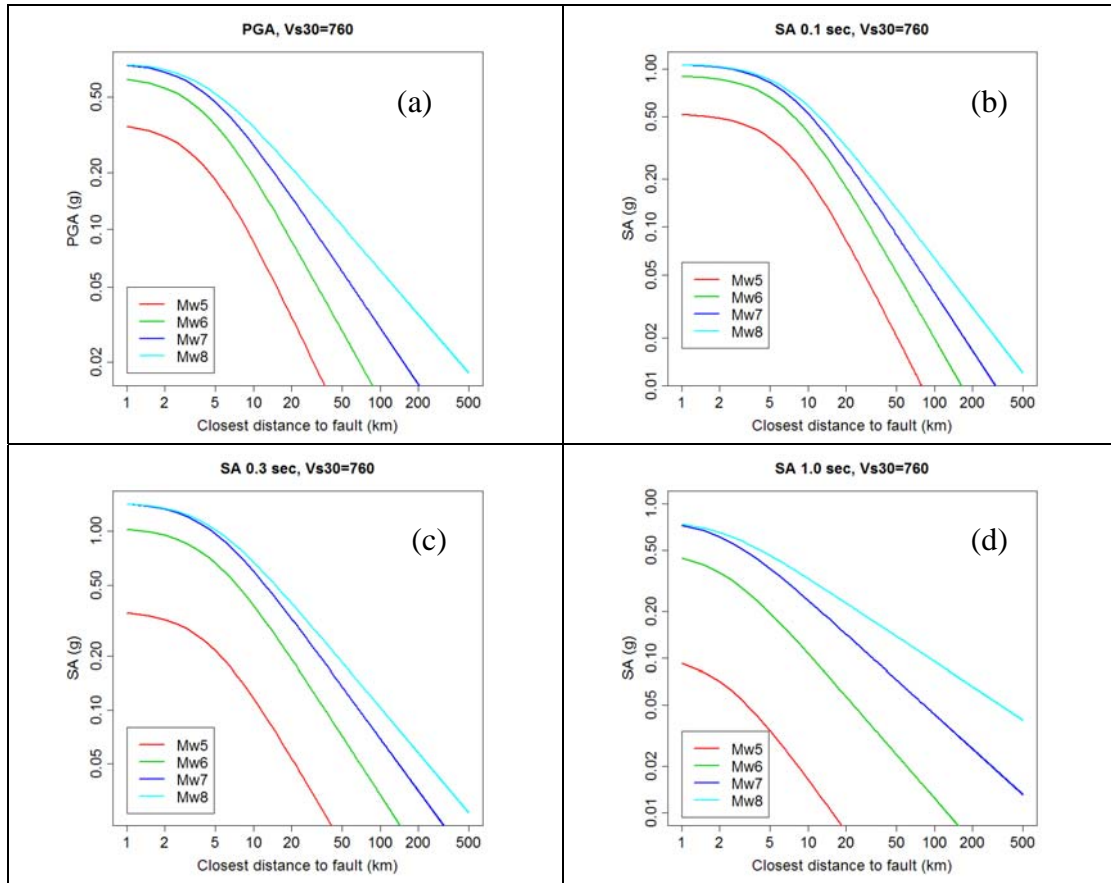 PGA, Vs30=760
(a)
PGA (g)
0.50
0.20
0.10
0.05
0.02
Mw5
Mw6
Mw7
Mw8
1 2 5 10 20 50 100 200 500
Closest distance to fault (km)
SA 0.1 sec, Vs30=760
(b)
SA (g)
1.00
0.50
0.20
0.10
0.05
0.01
Mw5
Mw6
Mw7
Mw8
1 2 5 10 20 50 100 200 500
Closest distance to fault (km)
SA 0.3 sec, Vs30=760
(c)
SA (g)
1.00
0.50
0.20
0.10
0.05
Mw5
Mw6
Mw7
Mw8
1 2 5 10 20 50 100 200 500
Closest distance to fault (km)
SA 1.0 sec, Vs30=760
(d)
SA (g)
1.00
0.50
0.20
0.10
0.05
0.02
0.01
Mw5
Mw6
Mw7
Mw8
1 2 5 10 20 50 100 200 500
Closest distance to fault (km)